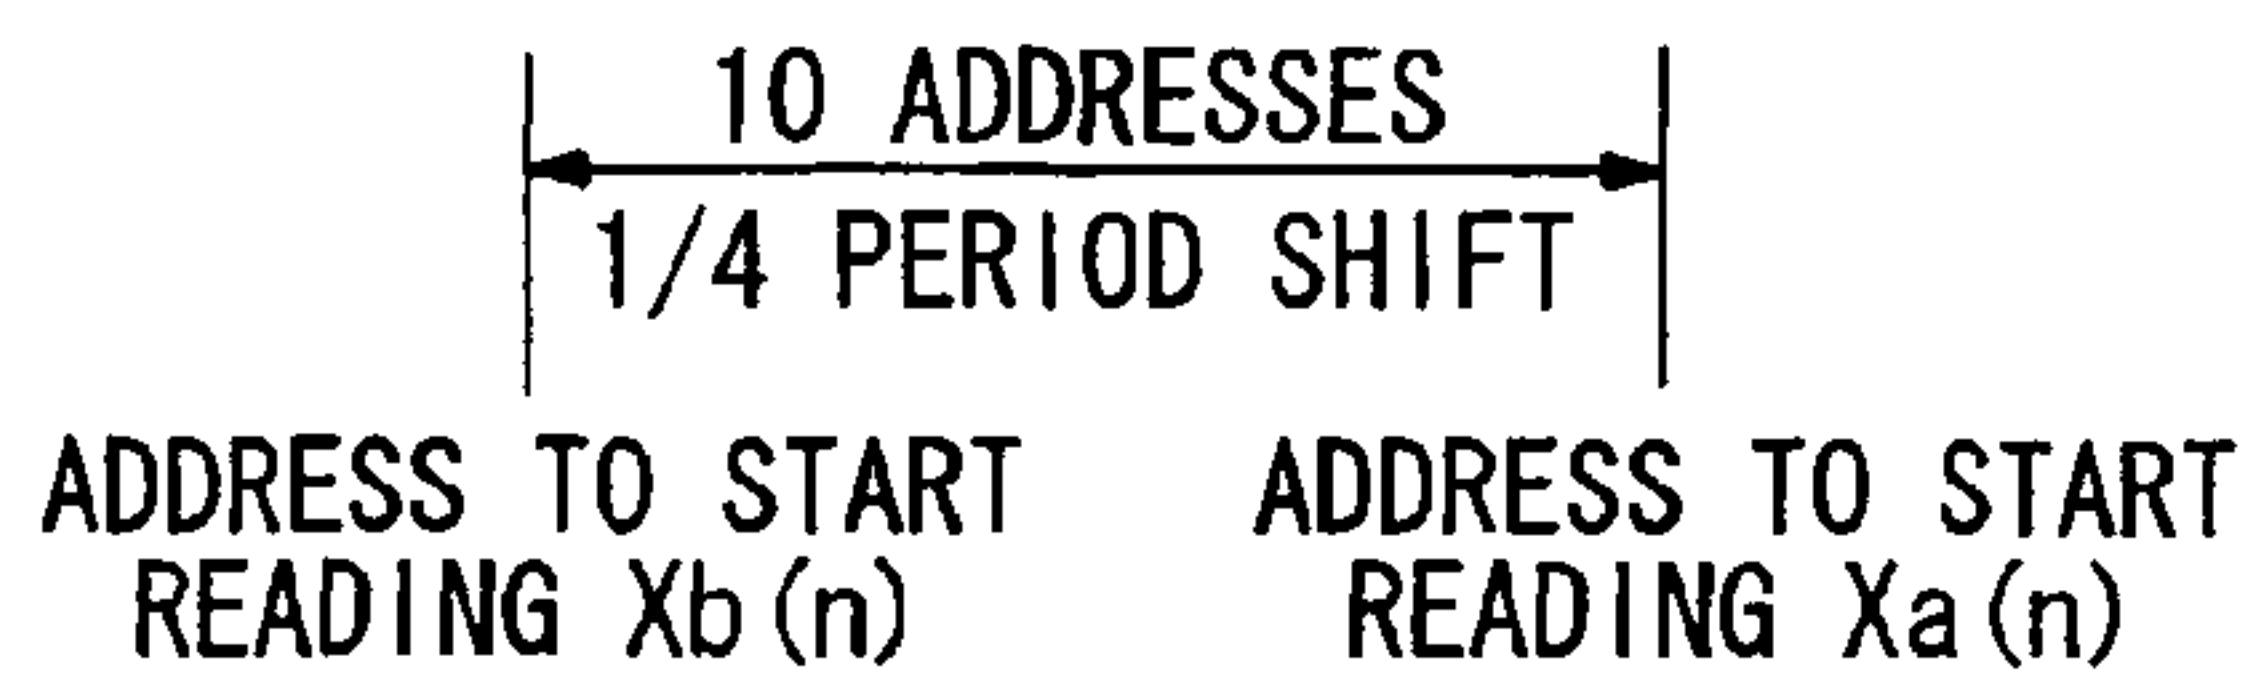 10 ADDRESSES
1/4 PERIOD SHIFT
ADDRESS TO START
READING Xb(n)
ADDRESS TO START
READING Xa(n)